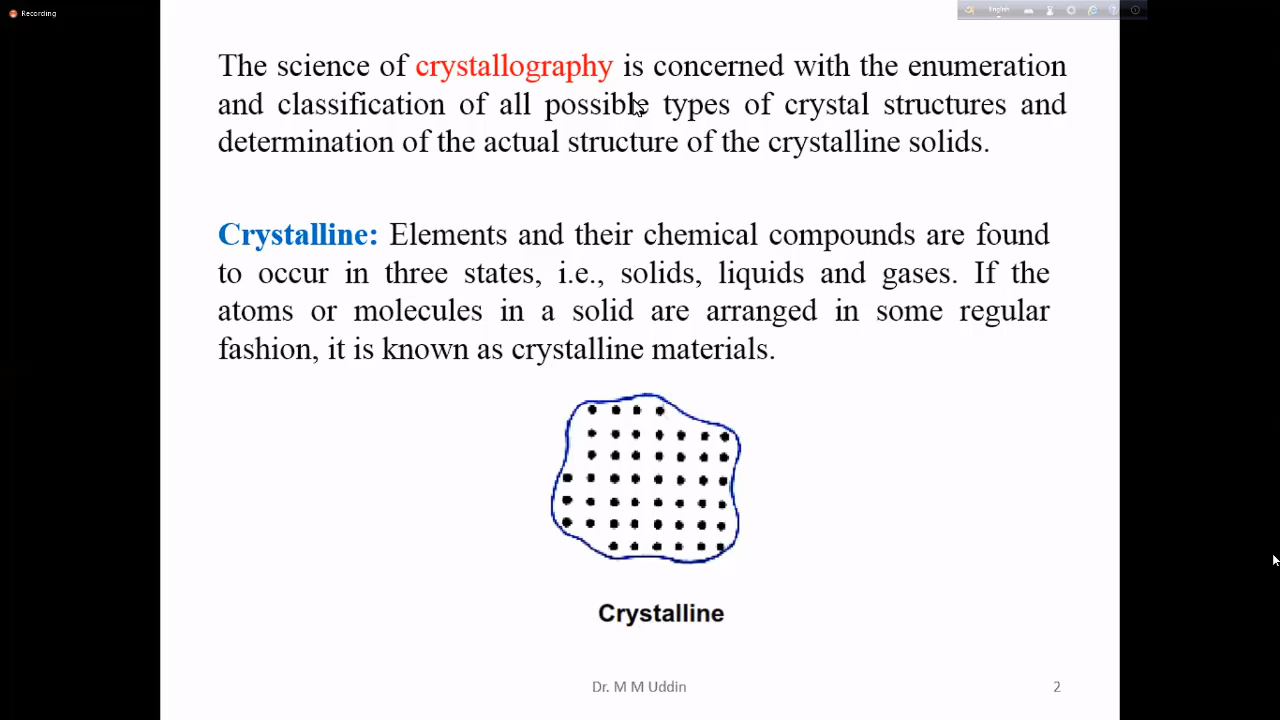 Recording
English
The science of crystallography is concerned with the enumeration
and classification of all possible types of crystal structures and
determination of the actual structure of the crystalline solids.
Crystalline: Elements and their chemical compounds are found
to occur in three states, i.e., solids, liquids and gases. If the
atoms or molecules in a solid are arranged in some regular
fashion, it is known as crystalline materials.
Crystalline
Dr. M M Uddin
2